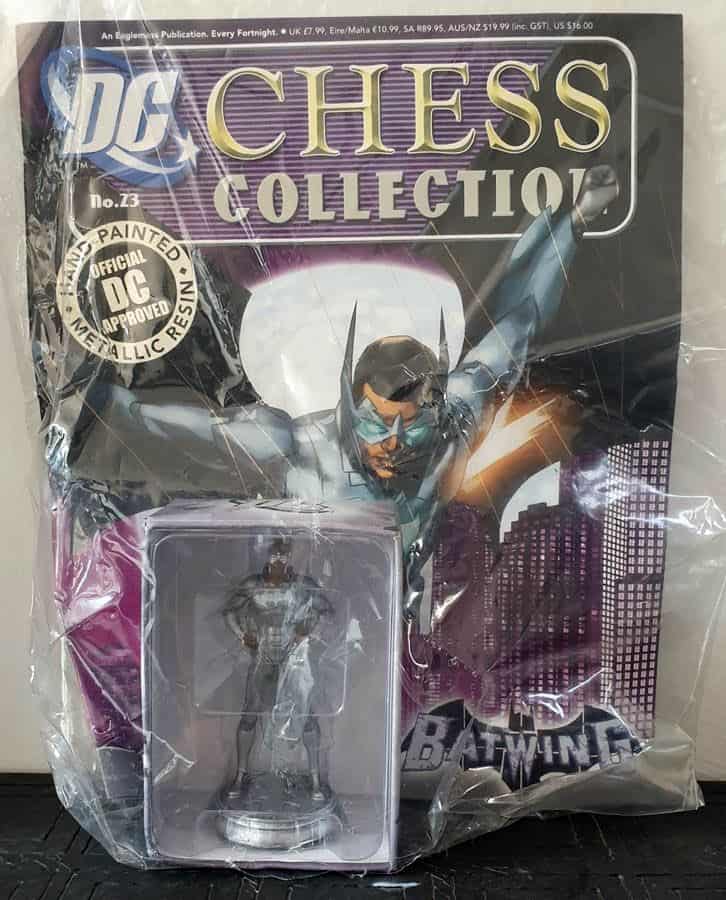 An Eaglemoss Publication. Every Fortnight. • UK £7.99, Eire/Malta €10.99, SA R89.95, AUS/NZ $19.99 (inc. GST), US $16.00
DC
CHESS
COLLECTION
No.23
HAND-PAINTED • METALLIC RESIN •
OFFICIAL
DC
APPROVED
BATWING